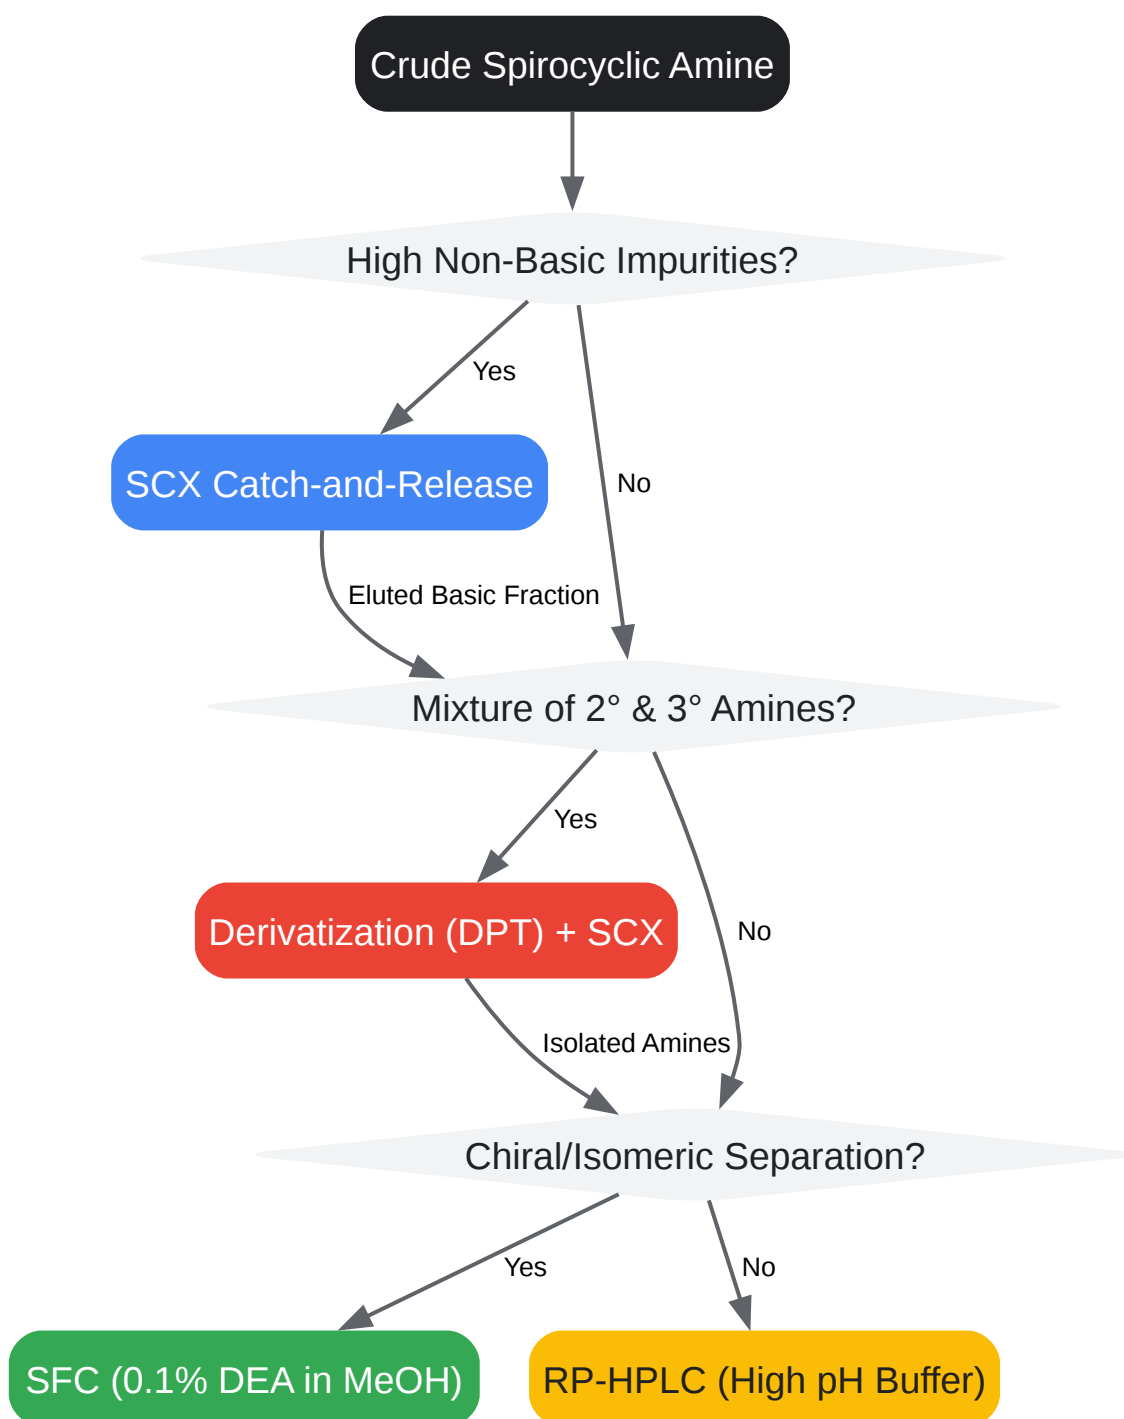 Crude Spirocyclic Amine
High Non-Basic Impurities?
Yes
SCX Catch-and-Release
No
Eluted Basic Fraction
Mixture of 2° & 3° Amines?
Yes
Derivatization (DPT) + SCX
No
Isolated Amines
Chiral/Isomeric Separation?
Yes
No
SFC (0.1% DEA in MeOH)
RP-HPLC (High pH Buffer)